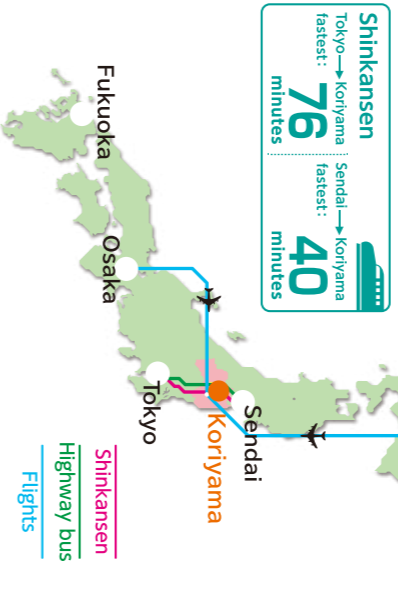 Shinkansen
Tokyo→Koriyama
fastest:
76
minutes
Sendai→Koriyama
fastest:
40
minutes
Fukuoka
Osaka
Tokyo
Sendai
Koriyama
Shinkansen
Highway bus
Flights